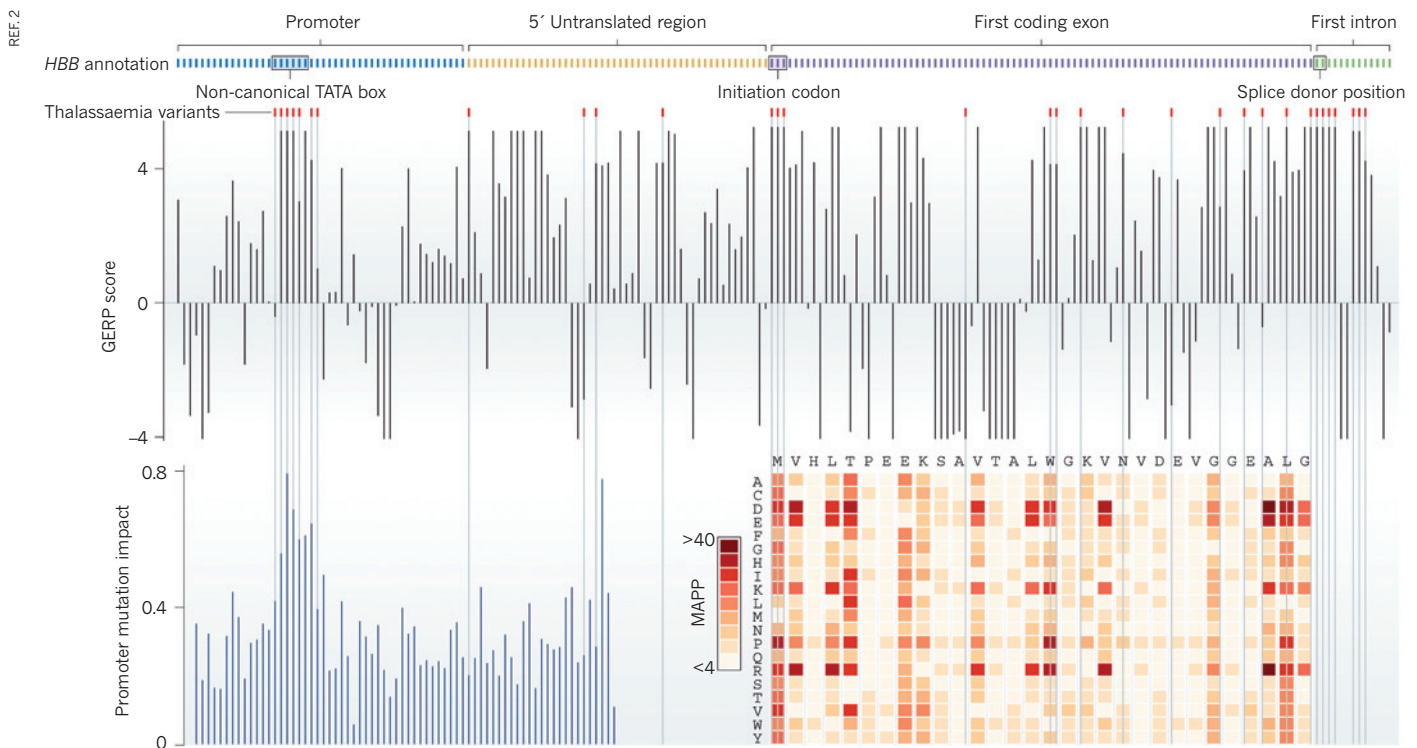 REF. 2
Promoter
5´ Untranslated region
First coding exon
First intron
HBB annotation
Non-canonical TATA box
Initiation codon
Splice donor position
Thalassaemia variants
4
0
–4
GERP score
0.8
0.4
0
Promoter mutation impact
M V H L T P E E K S A V T A L W G K V N V D E V G G E A L G
A
C
D
E
F
G
H
I
K
L
M
N
P
Q
R
S
T
V
W
Y
>40
MAPP
<4